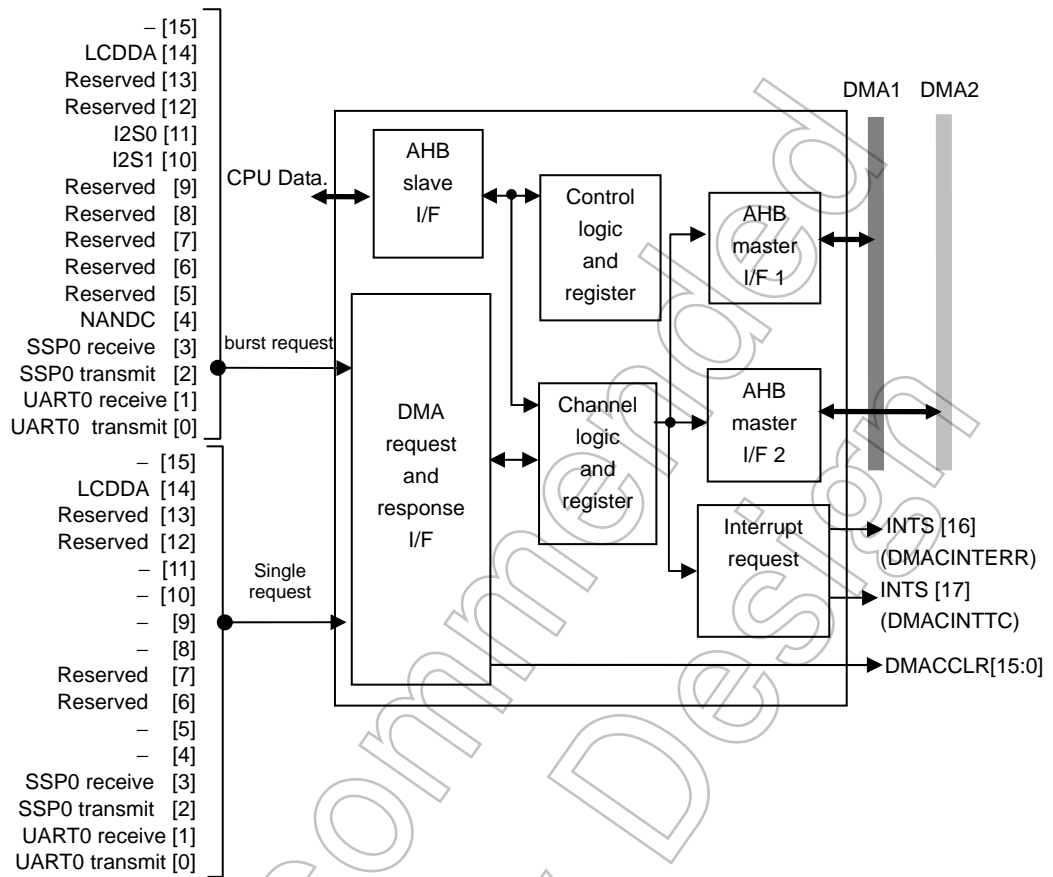 – [15]
LCDDA [14]
Reserved [13]
Reserved [12]
I2S0 [11]
I2S1 [10]
Reserved [9]
Reserved [8]
Reserved [7]
Reserved [6]
Reserved [5]
NANDC [4]
SSP0 receive [3]
SSP0 transmit [2]
UART0 receive [1]
UART0 transmit [0]
– [15]
LCDDA [14]
Reserved [13]
Reserved [12]
– [11]
– [10]
– [9]
– [8]
Reserved [7]
Reserved [6]
– [5]
– [4]
SSP0 receive [3]
SSP0 transmit [2]
UART0 receive [1]
UART0 transmit [0]
CPU Data.
burst request
Single
request
AHB
slave
I/F
DMA
request
and
response
I/F
Control
logic
and
register
Channel
logic
and
register
AHB
master
I/F 1
AHB
master
I/F 2
Interrupt
request
DMA1
DMA2
INTS [16]
(DMACINTERR)
INTS [17]
(DMACINTTC)
DMACCLR[15:0]
ommended
Design